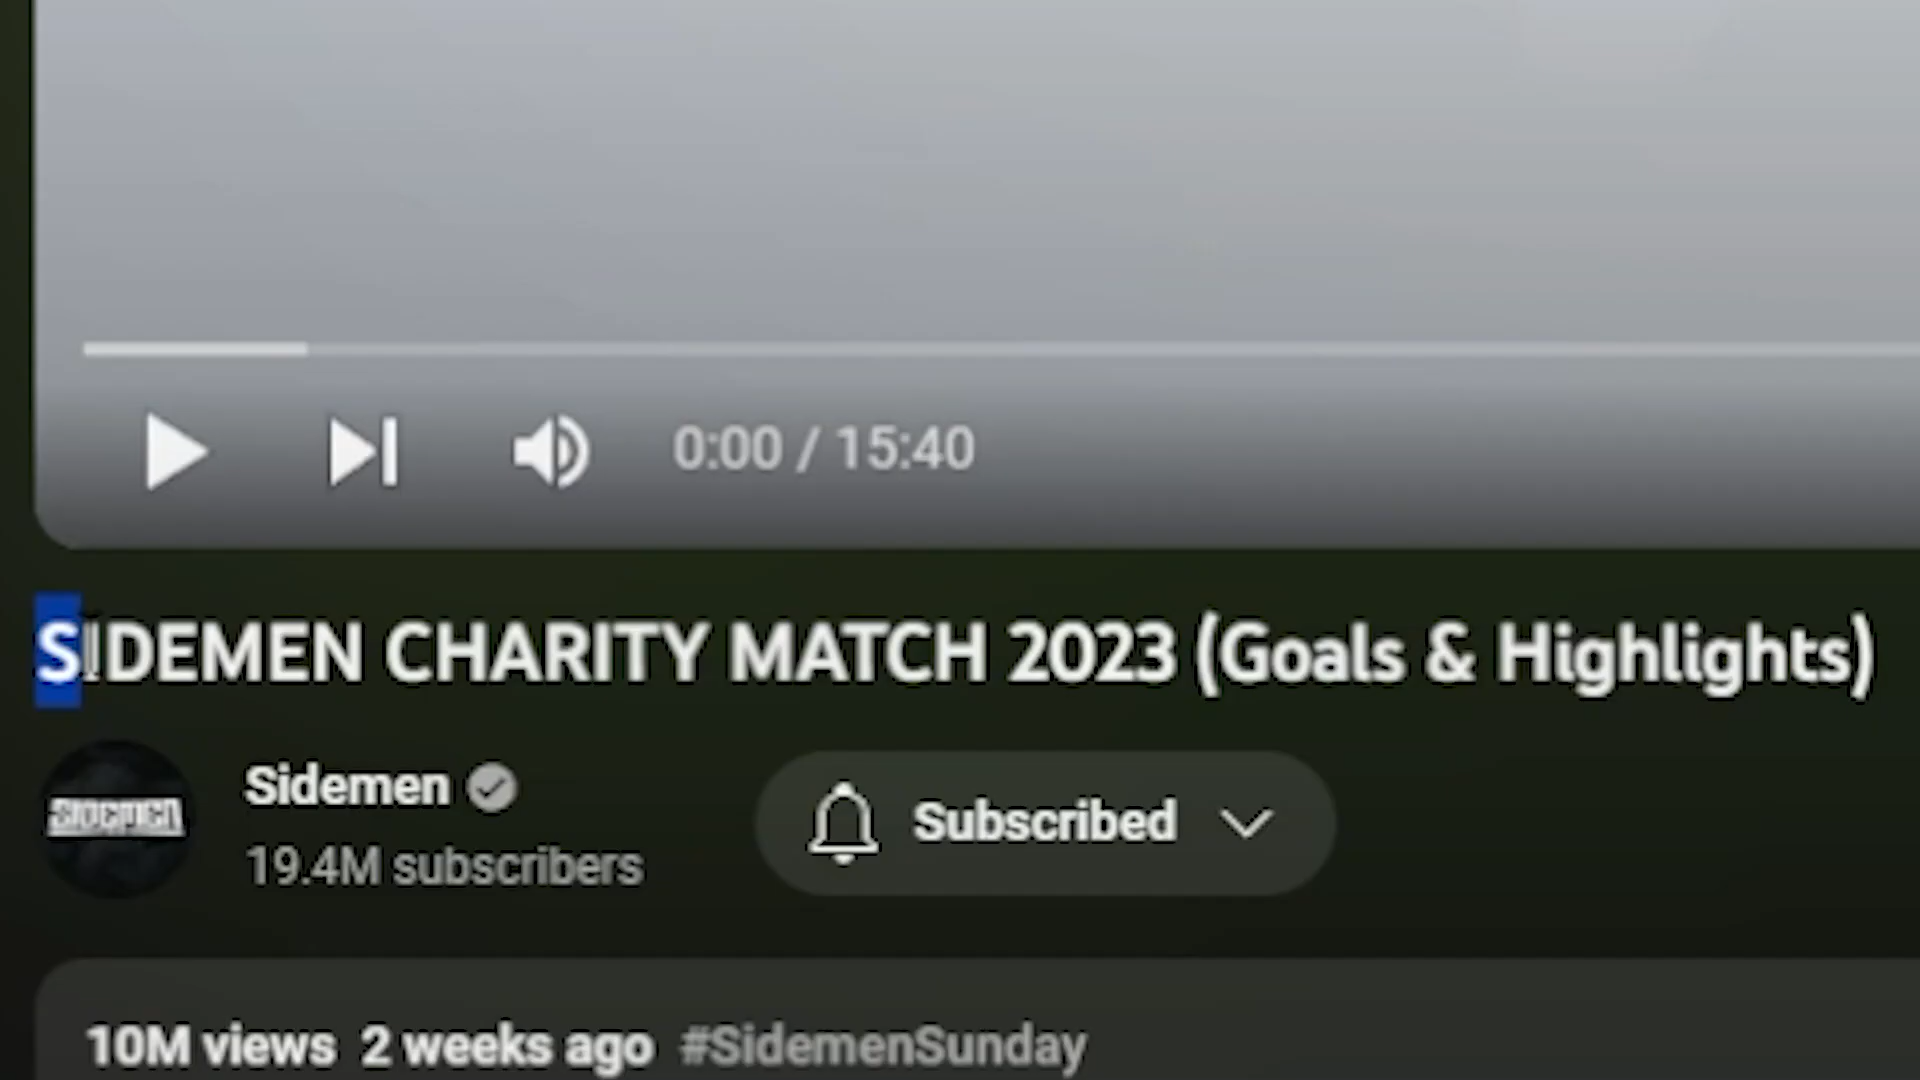 0:00 / 15:40
SIDEMEN CHARITY MATCH 2023 (Goals & Highlights)
SIDEMEN
Sidemen
19.4M subscribers
Subscribed
10M views 2 weeks ago #SidemenSunday